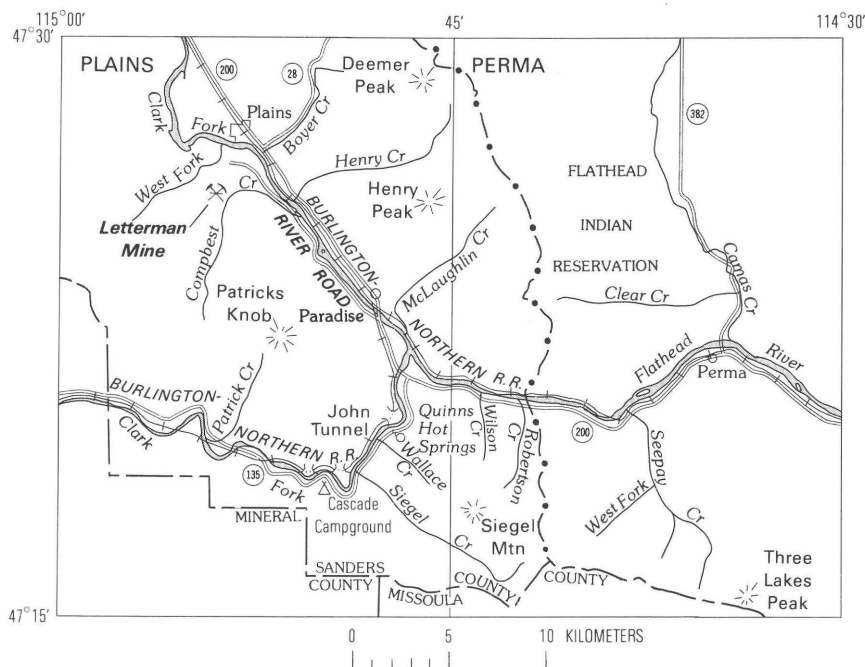 115°00'
45'
114°30'
47°30'
PLAINS
200
28
Deemer
Peak
PERMA
382
Clark
Fork
Plains
Boyer Cr
West Fork
Henry Cr
FLATHEAD
Letterman
Mine
Cr
Compbest
Henry
Peak
INDIAN
RIVER ROAD
BURLINGTON-
McLaughlin Cr
RESERVATION
Camas Cr
Clear Cr
Patricks
Knob
Paradise
NORTHERN R.R.
Flathead
River
Perma
BURLINGTON-
Patrick Cr
Clark
John
Tunnel
Quinns
Hot
Springs
Wilson
Cr
Robertson
Cr
200
NORTHERN R.R.
Wallace
Cr
Seepay
Cr
135
Fork
Cascade
Campground
Siegel
Cr
Siegel
Mtn
West Fork
MINERAL
SANDERS
COUNTY
MISSOULA
COUNTY
COUNTY
Three
Lakes
Peak
47°15'
0 5 10 KILOMETERS